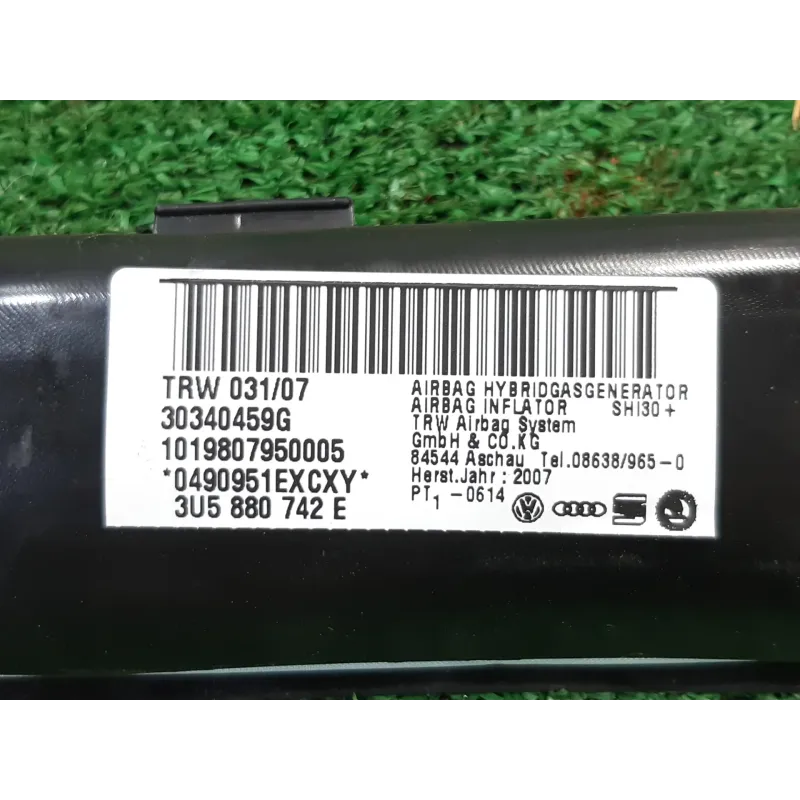 TRW 031/07
30340459G
1019807950005
*0490951EXCXY*
3U5 880 742 E
AIRBAG HYBRIDGASGENERATOR
AIRBAG INFLATOR SHI30+
TRW Airbag System
GmbH & CO.KG
84544 Aschau Tel.08638/965-0
Herst.Jahr: 2007
PT1 -0614